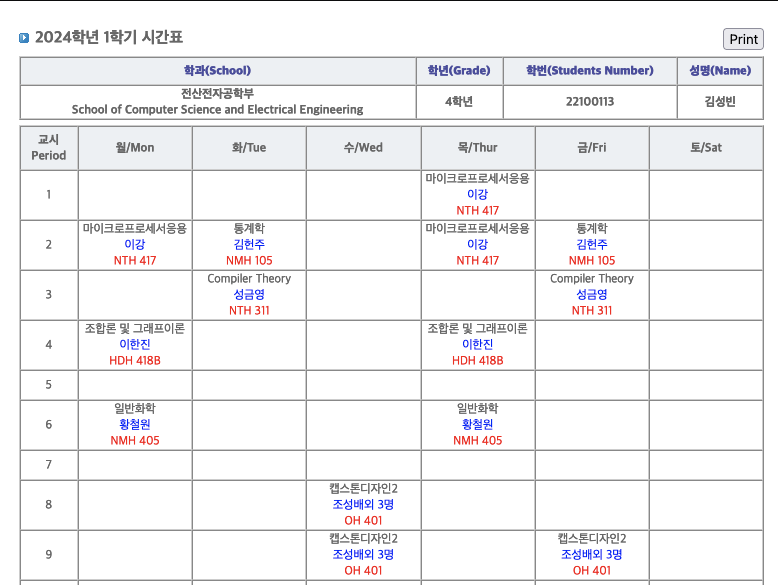 2024학년 1학기 시간표
Print
학과(School) 학년(Grade) 학번(Students Number) 성명(Name)
전산전자공학부
School of Computer Science and Electrical Engineering
4학년 22100113 김성빈
교시
Period
월/Mon 화/Tue 수/Wed 목/Thur 금/Fri 토/Sat
1
마이크로프로세서응용
이강
NTH 417
2
마이크로프로세서응용
이강
NTH 417
통계학
김헌주
NMH 105
마이크로프로세서응용
이강
NTH 417
통계학
김헌주
NMH 105
3
Compiler Theory
성금영
NTH 311
Compiler Theory
성금영
NTH 311
4
조합론 및 그래프이론
이한진
HDH 418B
조합론 및 그래프이론
이한진
HDH 418B
5
6
일반화학
황철원
NMH 405
일반화학
황철원
NMH 405
7
8
캡스톤디자인2
조성배외 3명
OH 401
9
캡스톤디자인2
조성배외 3명
OH 401
캡스톤디자인2
조성배외 3명
OH 401